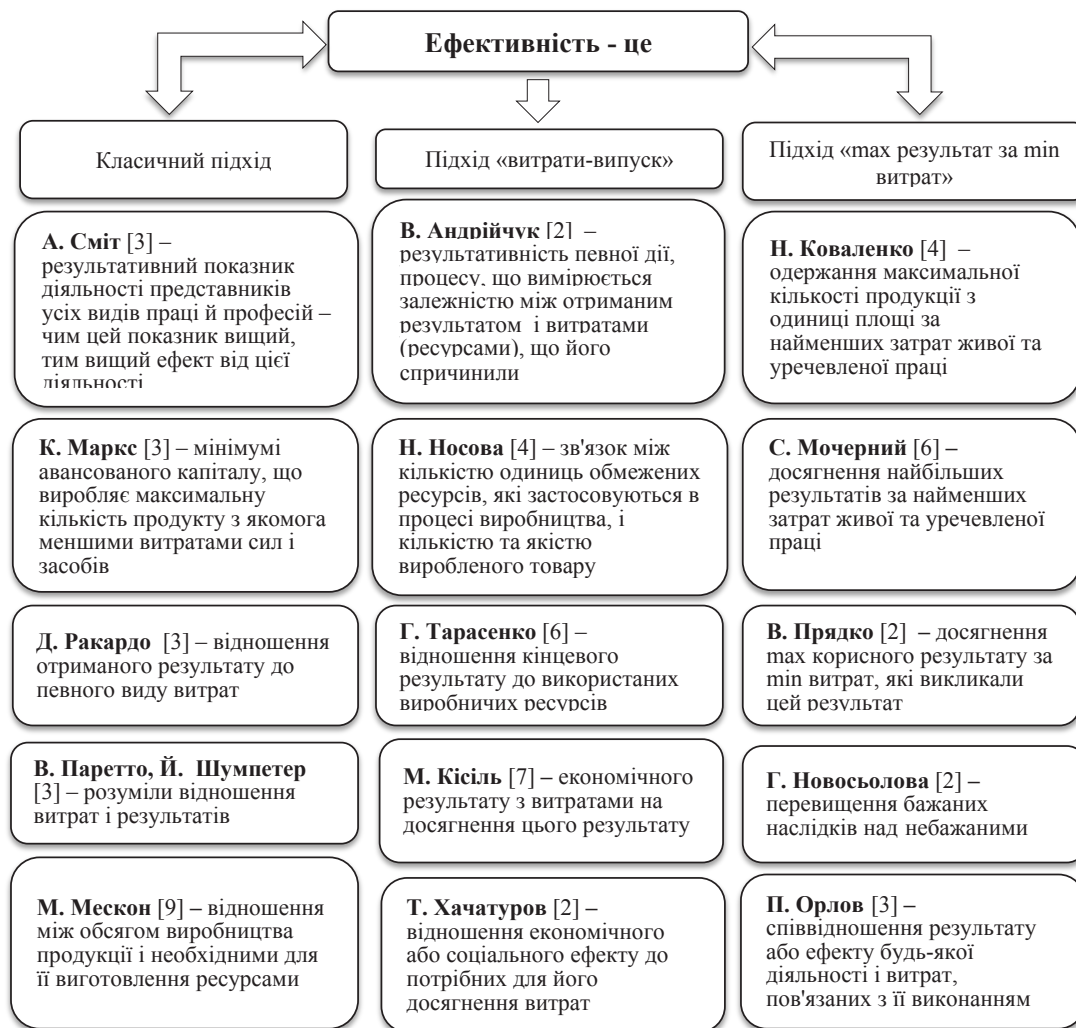 Ефективність - це
Класичний підхід
Підхід «витрати-випуск»
Підхід «max результат за min
витрат»
А. Сміт [3] –
результативний показник
діяльності представників
усіх видів праці й професій –
чим цей показник вищий,
тим вищий ефект від цієї
діяльності
К. Маркс [3] – мінімумі
авансованого капіталу, що
виробляє максимальну
кількість продукту з якомога
меншими витратами сил і
засобів
Д. Ракардо [3] – відношення
отриманого результату до
певного виду витрат
В. Паретто, Й. Шумпетер
[3] – розуміли відношення
витрат і результатів
М. Мескон [9] – відношення
між обсягом виробництва
продукції і необхідними для
її виготовлення ресурсами
В. Андрійчук [2] –
результативність певної дії,
процесу, що вимірюється
залежністю між отриманим
результатом і витратами
(ресурсами), що його
спричинили
Н. Носова [4] – зв'язок між
кількістю одиниць обмежених
ресурсів, які застосовуються в
процесі виробництва, і
кількістю та якістю
виробленого товару
Г. Тарасенко [6] –
відношення кінцевого
результату до використаних
виробничих ресурсів
М. Кісіль [7] – економічного
результату з витратами на
досягнення цього результату
Т. Хачатуров [2] –
відношення економічного
або соціального ефекту до
потрібних для його
досягнення витрат
Н. Коваленко [4] –
одержання максимальної
кількості продукції з
одиниці площі за
найменших затрат живої та
уречевленої праці
С. Мочерний [6] –
досягнення найбільших
результатів за найменших
затрат живої та уречевленої
праці
В. Прядко [2] – досягнення
max корисного результату за
min витрат, які викликали
цей результат
Г. Новосьолова [2] –
перевищення бажаних
наслідків над небажаними
П. Орлов [3] –
співвідношення результату
або ефекту будь-якої
діяльності і витрат,
пов'язаних з її виконанням